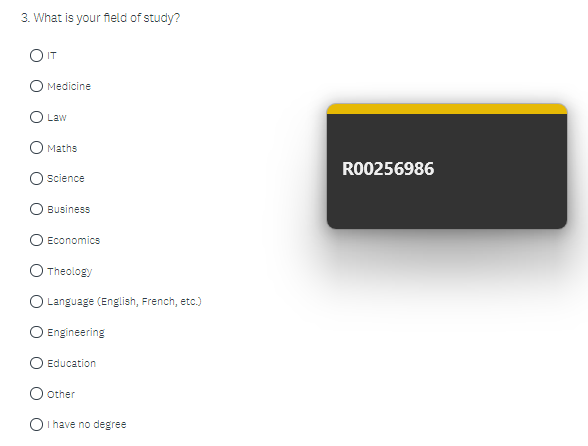 3. What is your field of study?
IT
Medicine
Law
Maths
Science
Business
Economics
Theology
Language (English, French, etc.)
Engineering
Education
Other
I have no degree
R00256986